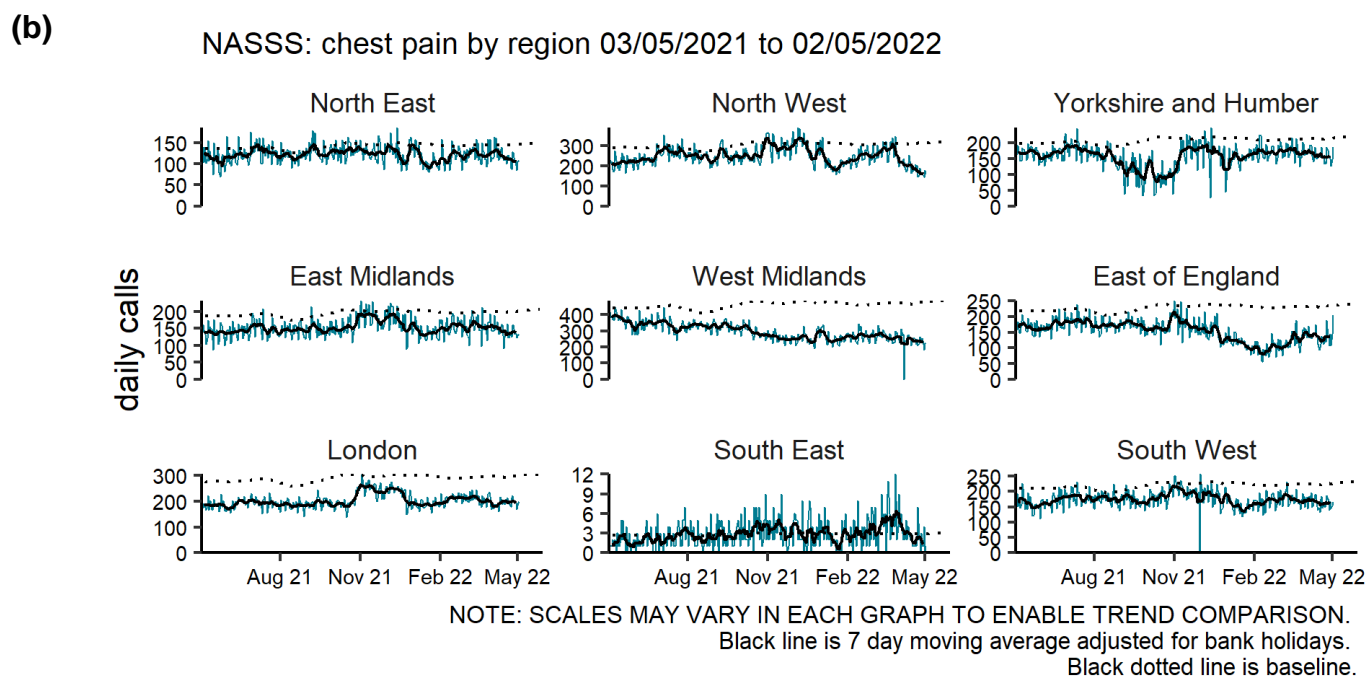 (b)
NASSS: chest pain by region 03/05/2021 to 02/05/2022
daily calls
North East
150
100
50
0
North West
300
200
100
0
Yorkshire and Humber
200
150
100
50
0
East Midlands
200
150
100
50
0
West Midlands
400
300
200
100
0
East of England
250
200
150
100
50
0
London
300
200
100
0
Aug 21 Nov 21 Feb 22 May 22
South East
12
9
6
3
0
Aug 21 Nov 21 Feb 22 May 22
South West
250
200
150
100
50
0
Aug 21 Nov 21 Feb 22 May 22
NOTE: SCALES MAY VARY IN EACH GRAPH TO ENABLE TREND COMPARISON.
Black line is 7 day moving average adjusted for bank holidays.
Black dotted line is baseline.